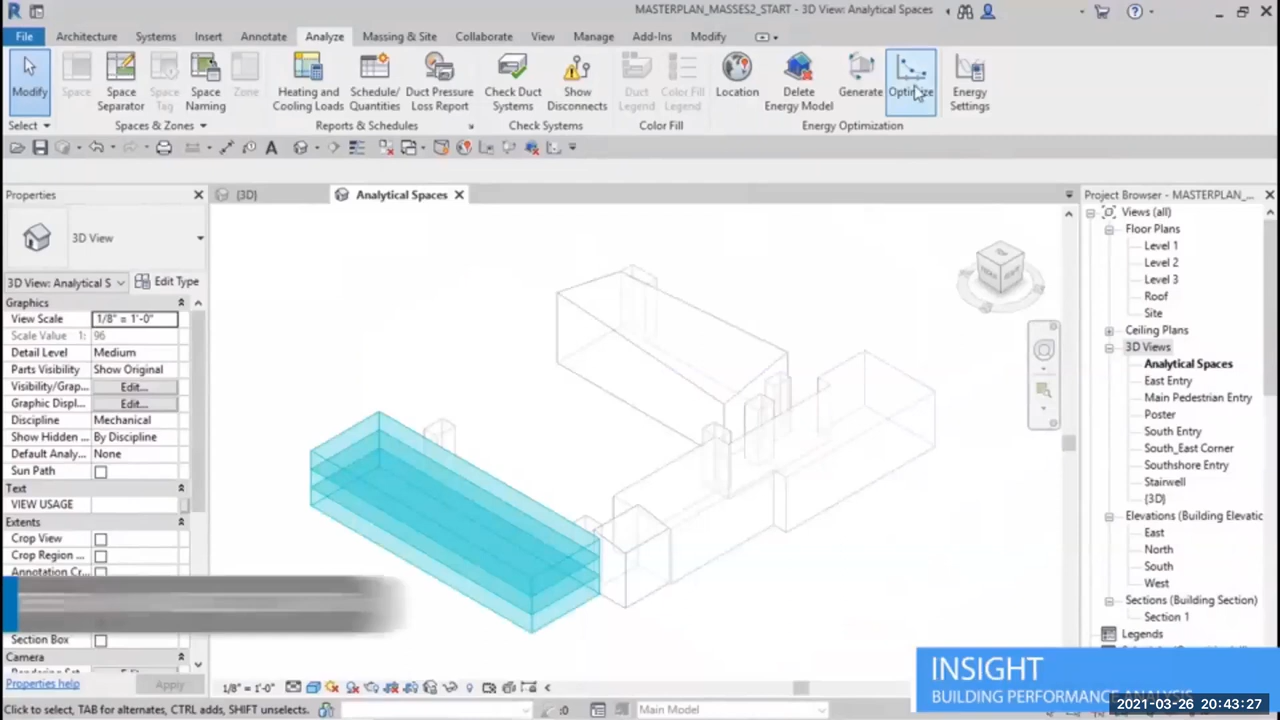 MASTERPLAN_MASSES2_START - 3D View: Analytical Spaces
File Architecture Systems Insert Annotate Analyze Massing & Site Collaborate View Manage Add-Ins Modify
Modify Space Space Separator Space Tag Space Naming Zone Heating and Cooling Loads Schedule/ Quantities Duct Pressure Loss Report Check Duct Systems Show Disconnects Duct Legend Color Fill Legend Location Delete Energy Model Generate Optimize Energy Settings
Select Spaces & Zones Reports & Schedules Check Systems Color Fill Energy Optimization
Properties
{3D} Analytical Spaces
Project Browser - MASTERPLAN_...
3D View
3D View: Analytical S Edit Type
Graphics
View Scale 1/8" = 1'-0"
Scale Value 1: 96
Detail Level Medium
Parts Visibility Show Original
Visibility/Grap... Edit...
Graphic Displ... Edit...
Discipline Mechanical
Show Hidden ... By Discipline
Default Analy... None
Sun Path
Text
VIEW USAGE
Extents
Crop View
Crop Region ...
Annotation Cr...
Section Box
Camera
Properties help Apply
Views (all)
Floor Plans
Level 1
Level 2
Level 3
Roof
Site
Ceiling Plans
3D Views
Analytical Spaces
East Entry
Main Pedestrian Entry
Poster
South Entry
South_East Corner
Southshore Entry
Stairwell
{3D}
Elevations (Building Elevatio
East
North
South
West
Sections (Building Section)
Section 1
Legends
1/8" = 1'-0"
Click to select, TAB for alternates, CTRL adds, SHIFT unselects.
:0 Main Model
INSIGHT
BUILDING PERFORMANCE ANALYSIS
2021-03-26 20:43:27